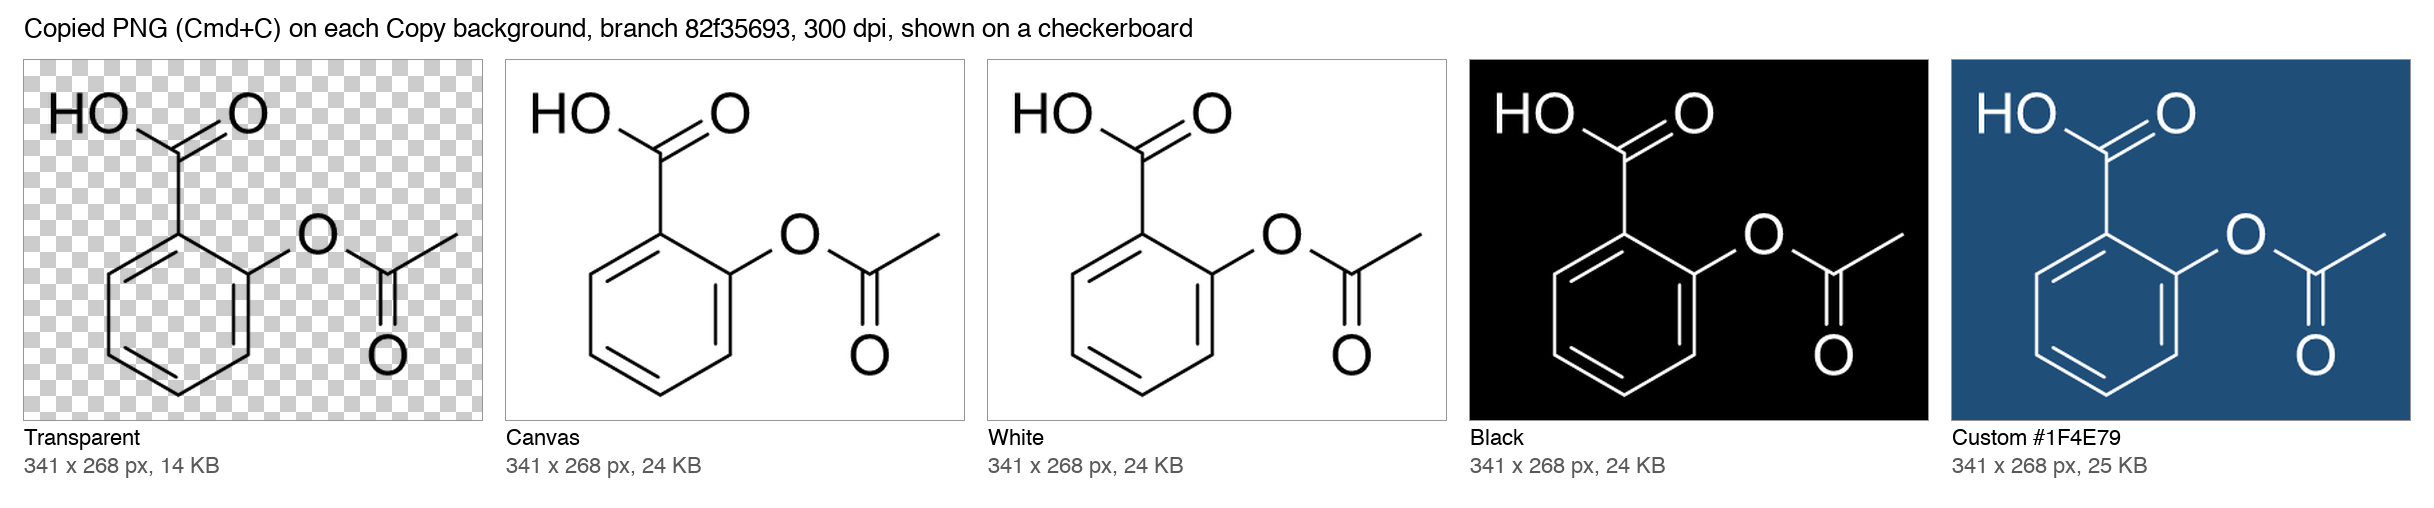 Copied PNG (Cmd+C) on each Copy background, branch 82f35693, 300 dpi, shown on a checkerboard
HO O
O
O
Transparent
341 x 268 px, 14 KB
HO O
O
O
Canvas
341 x 268 px, 24 KB
HO O
O
O
White
341 x 268 px, 24 KB
HO O
O
O
Black
341 x 268 px, 24 KB
HO O
O
O
Custom #1F4E79
341 x 268 px, 25 KB